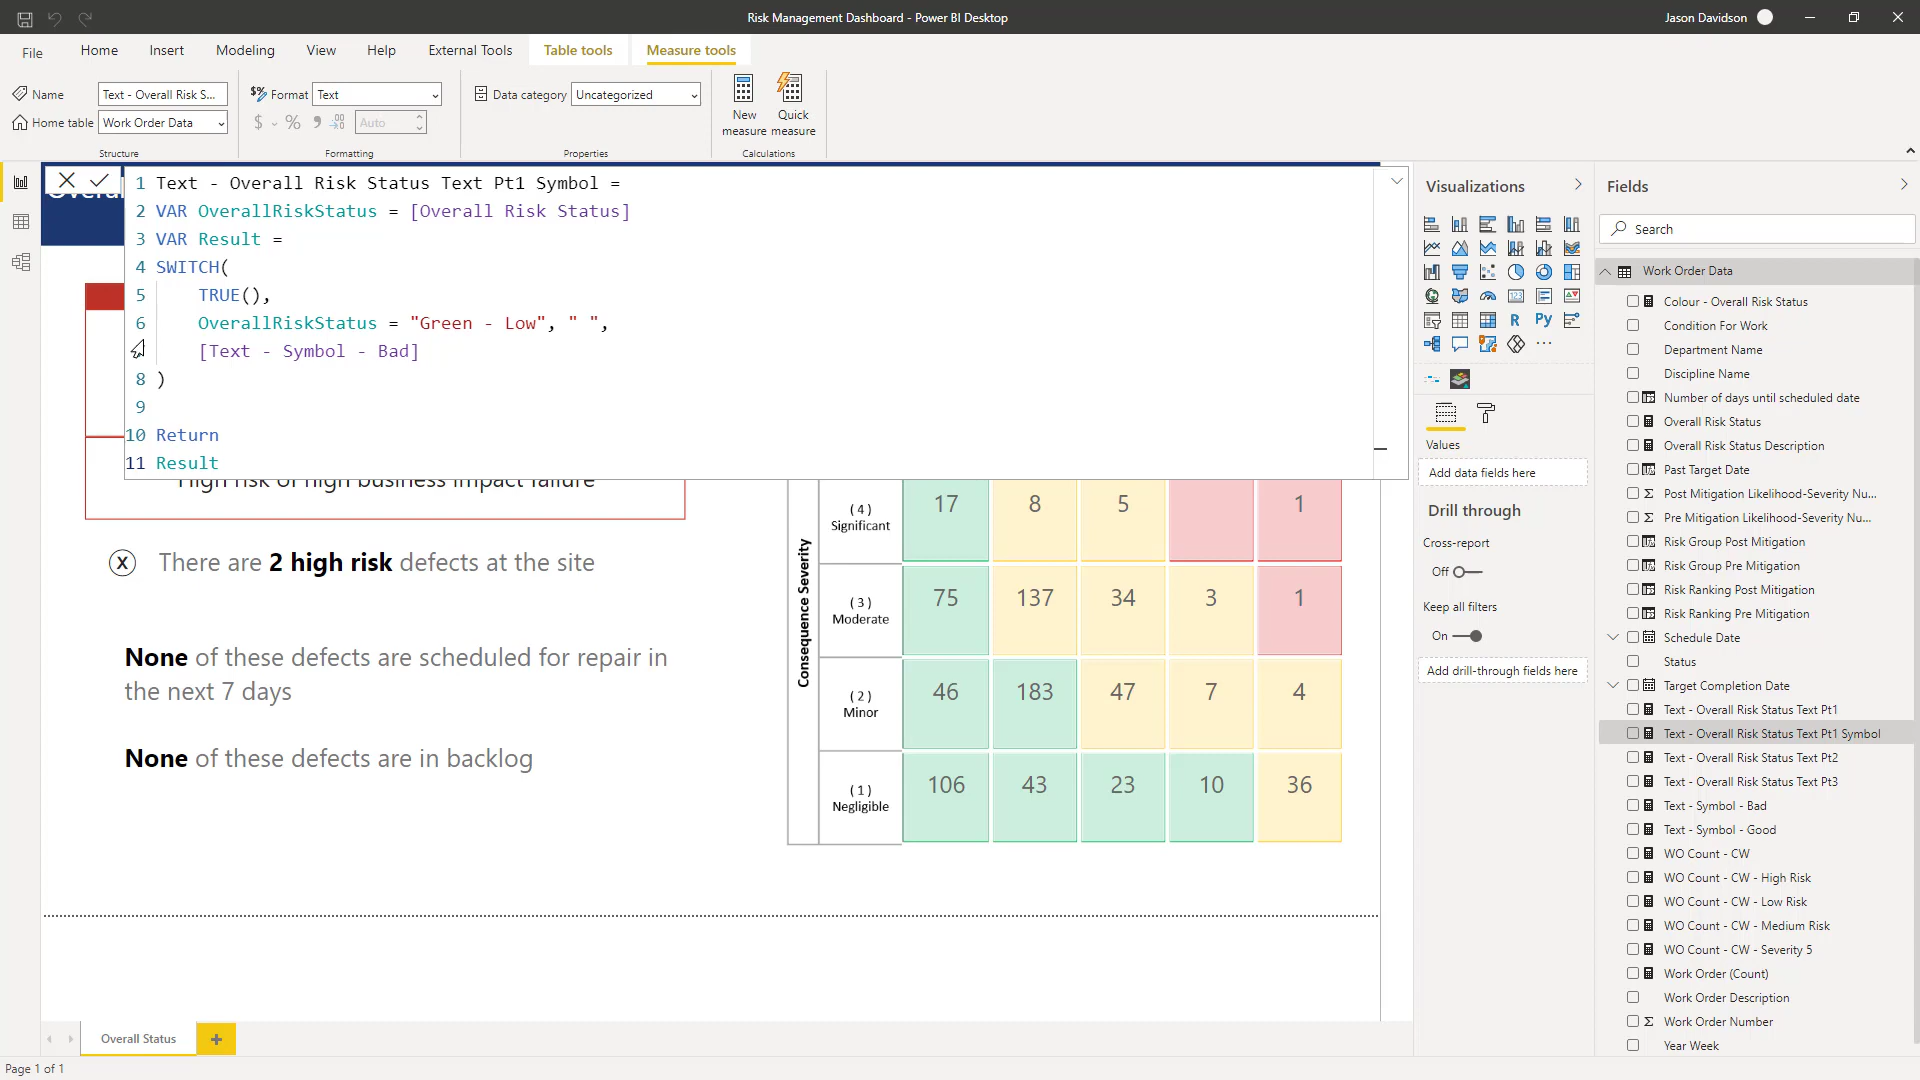 Risk Management Dashboard - Power BI Desktop
Jason Davidson
File
Home
Insert
Modeling
View
Help
External Tools
Table tools
Measure tools
Name
Text - Overall Risk S...
Home table
Work Order Data
Structure
Format
Text
$
%
Auto
Formatting
Data category
Uncategorized
Properties
New measure
Quick measure
Calculations
1 Text - Overall Risk Status Text Pt1 Symbol =
2 VAR OverallRiskStatus = [Overall Risk Status]
3 VAR Result =
4 SWITCH(
5 TRUE(),
6 OverallRiskStatus = "Green - Low", " ",
[Text - Symbol - Bad]
8 )
9
10 Return
11 Result
High risk of high business impact failure
X There are 2 high risk defects at the site
None of these defects are scheduled for repair in
the next 7 days
None of these defects are in backlog
Consequence Severity
( 4 )
Significant
17 8 5 1
( 3 )
Moderate
75 137 34 3 1
( 2 )
Minor
46 183 47 7 4
( 1 )
Negligible
106 43 23 10 36
Visualizations
R
Py
...
Values
Add data fields here
Drill through
Cross-report
Off
Keep all filters
On
Add drill-through fields here
Fields
Search
Work Order Data
Colour - Overall Risk Status
Condition For Work
Department Name
Discipline Name
Number of days until scheduled date
Overall Risk Status
Overall Risk Status Description
Past Target Date
Post Mitigation Likelihood-Severity Nu...
Pre Mitigation Likelihood-Severity Nu...
Risk Group Post Mitigation
Risk Group Pre Mitigation
Risk Ranking Post Mitigation
Risk Ranking Pre Mitigation
Schedule Date
Status
Target Completion Date
Text - Overall Risk Status Text Pt1
Text - Overall Risk Status Text Pt1 Symbol
Text - Overall Risk Status Text Pt2
Text - Overall Risk Status Text Pt3
Text - Symbol - Bad
Text - Symbol - Good
WO Count - CW
WO Count - CW - High Risk
WO Count - CW - Low Risk
WO Count - CW - Medium Risk
WO Count - CW - Severity 5
Work Order (Count)
Work Order Description
Work Order Number
Year Week
Overall Status
Page 1 of 1